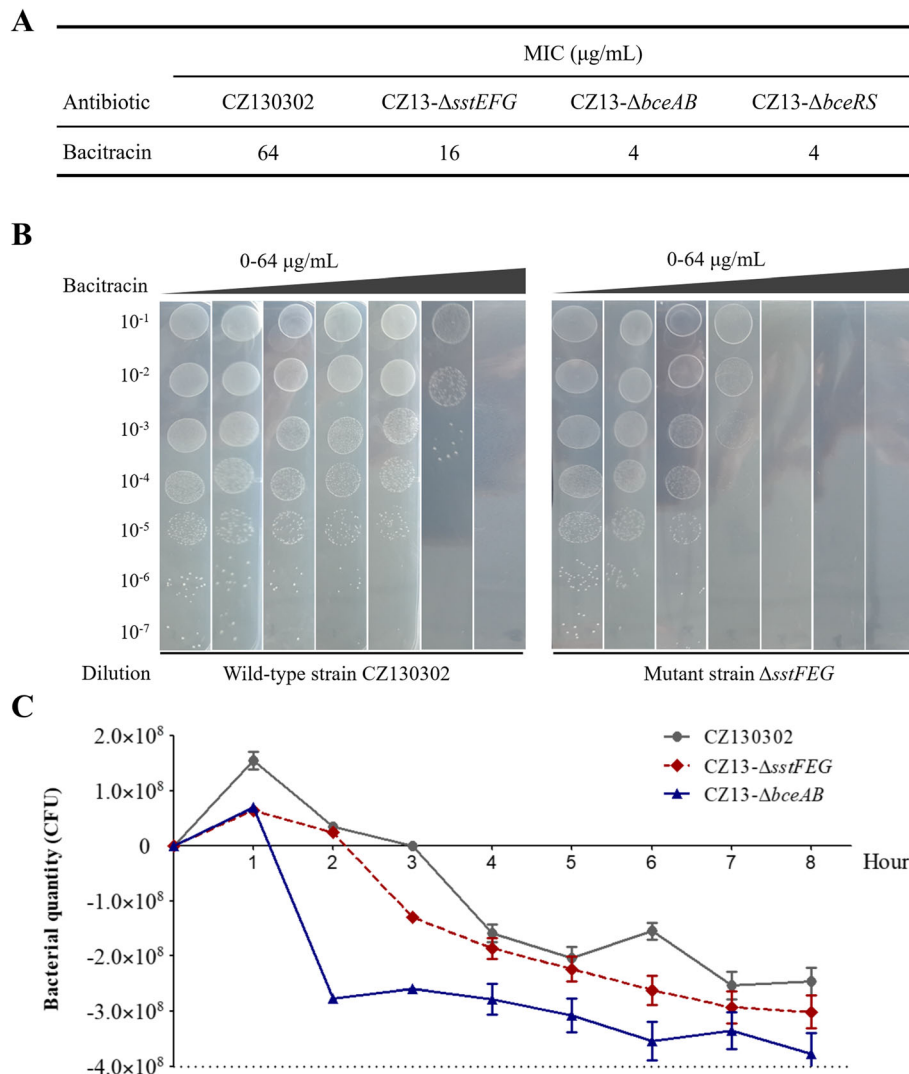 A
MIC (μg/mL)
Antibiotic CZ130302 CZ13-ΔsstEFG CZ13-ΔbceAB CZ13-ΔbceRS
Bacitracin 64 16 4 4
B
0-64 μg/mL 0-64 μg/mL
Bacitracin
10⁻¹
10⁻²
10⁻³
10⁻⁴
10⁻⁵
10⁻⁶
10⁻⁷
Dilution Wild-type strain CZ130302 Mutant strain ΔsstFEG
C
Bacterial quantity (CFU)
2.0×10⁸
1.0×10⁸
0
-1.0×10⁸
-2.0×10⁸
-3.0×10⁸
-4.0×10⁸
CZ130302
CZ13-ΔsstFEG
CZ13-ΔbceAB
1 2 3 4 5 6 7 8 Hour